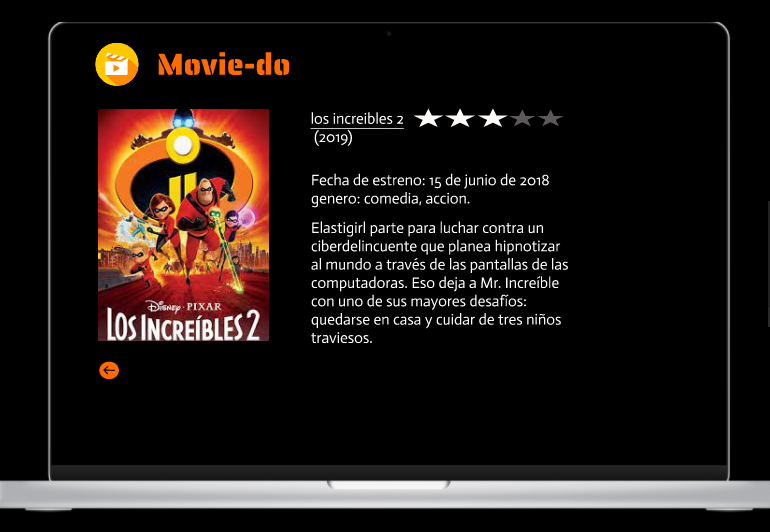 Movie-do
los increibles 2
(2019)
Fecha de estreno: 15 de junio de 2018
genero: comedia, accion.
Elastigirl parte para luchar contra un
ciberdelincuente que planea hipnotizar
al mundo a través de las pantallas de las
computadoras. Eso deja a Mr. Increíble
con uno de sus mayores desafíos:
quedarse en casa y cuidar de tres niños
traviesos.
Disney · PIXAR
LOS INCREÍBLES 2